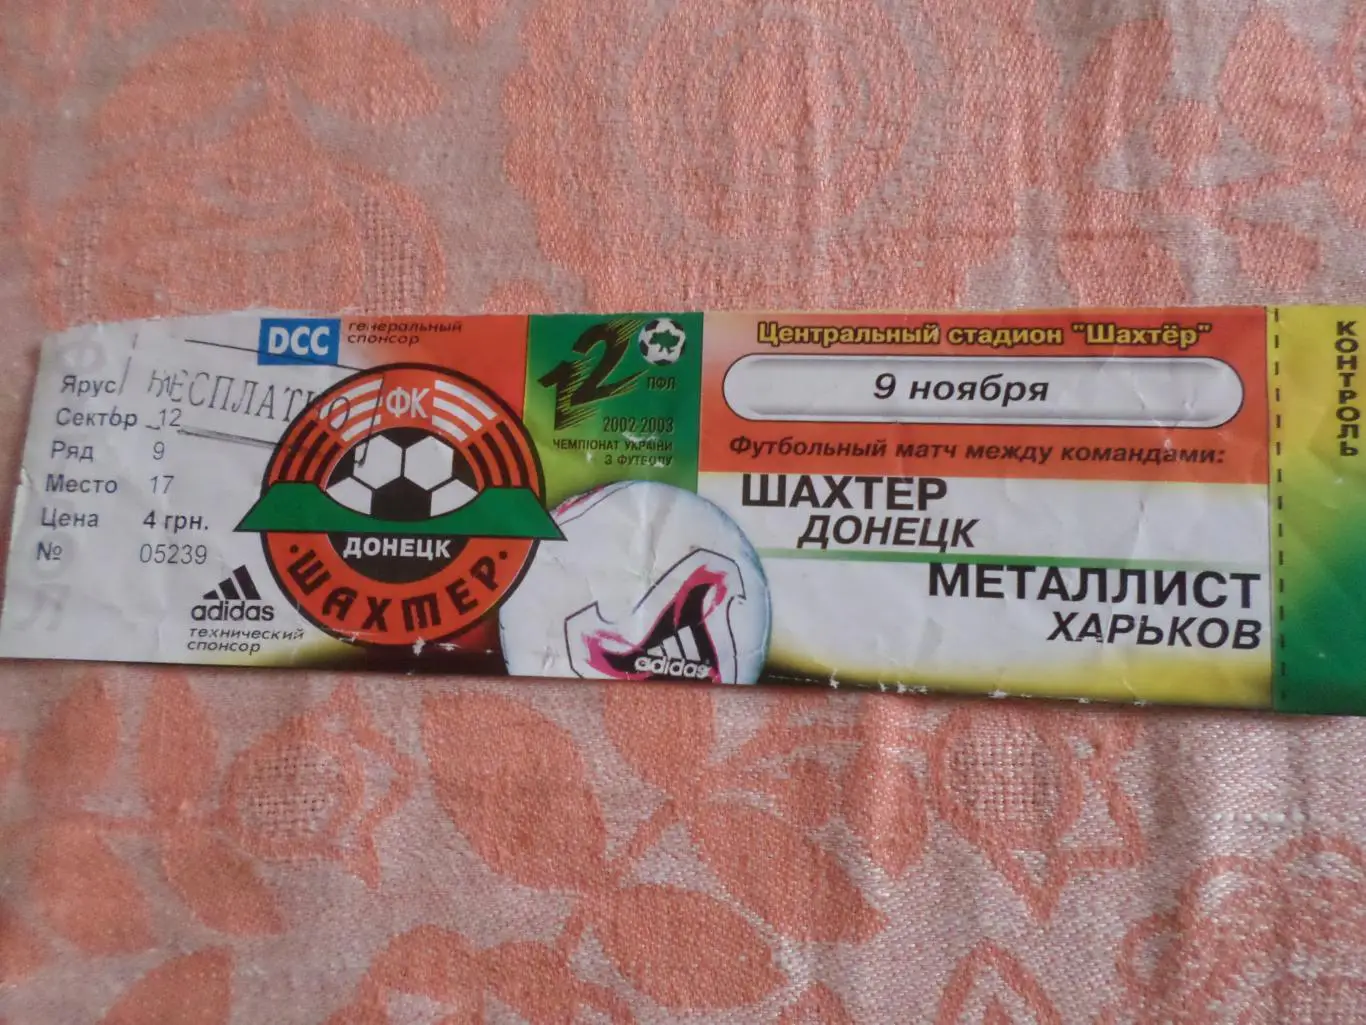 Ярус
БЕСПЛАТНО
Сектор 12
Ряд 9
Место 17
Цена 4 грн.
№ 05239
adidas
технический
спонсор
DCC
генеральный
спонсор
ФК
ДОНЕЦК
ШАХТЕР
12
ПФЛ
2002-2003
ЧЕМПІОНАТ УКРАЇНИ
З ФУТБОЛУ
adidas
Центральный стадион "Шахтёр"
9 ноября
Футбольный матч между командами:
ШАХТЕР
ДОНЕЦК
МЕТАЛЛИСТ
ХАРЬКОВ
КОНТРОЛЬ